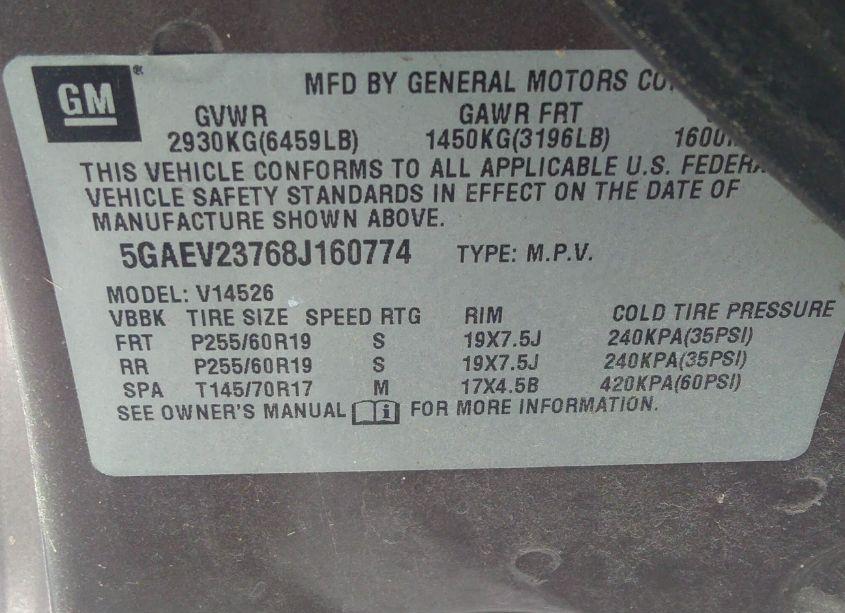 GM ® MFD BY GENERAL MOTORS
GVWR GAWR FRT
2930KG(6459LB) 1450KG(3196LB)
THIS VEHICLE CONFORMS TO ALL APPLICABLE U.S.
VEHICLE SAFETY STANDARDS IN EFFECT ON THE DATE OF
MANUFACTURE SHOWN ABOVE.
5GAEV23768J160774 TYPE: M.P.V.
MODEL: V14526
VBBK TIRE SIZE SPEED RTG RIM COLD TIRE PRESSURE
FRT P255/60R19 S 19X7.5J 240KPA(35PSI)
RR P255/60R19 S 19X7.5J 240KPA(35PSI)
SPA T145/70R17 M 17X4.5B 420KPA(60PSI)
SEE OWNER'S MANUAL FOR MORE INFORMATION.